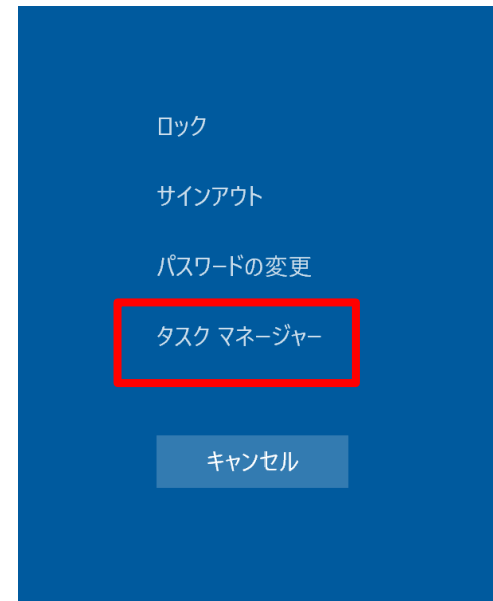 ロック
サインアウト
パスワードの変更
タスク マネージャー
キャンセル